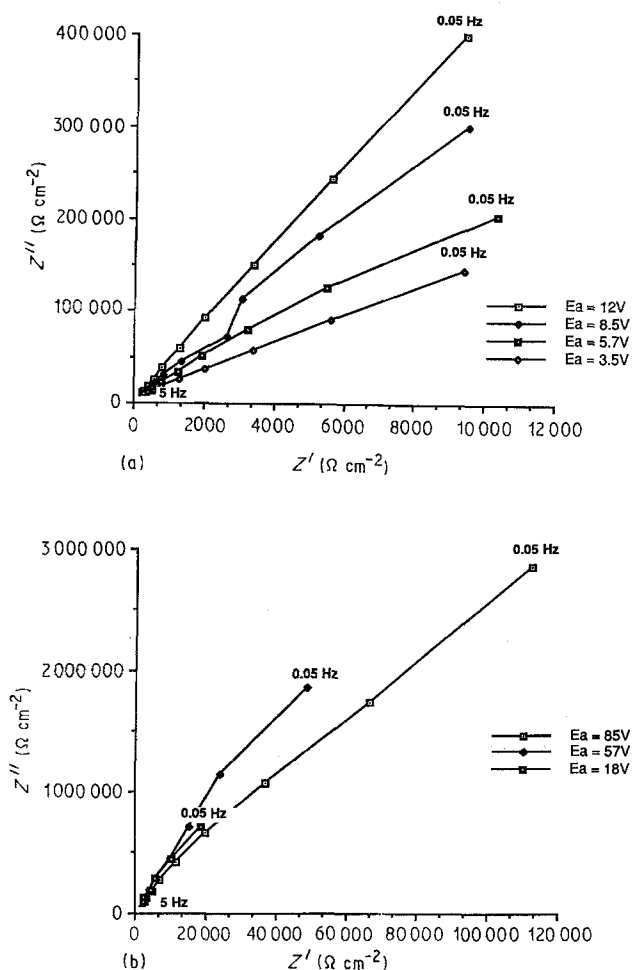 400 000
300 000
200 000
100 000
0
Z″ (Ω cm⁻²)
0.05 Hz
0.05 Hz
0.05 Hz
0.05 Hz
5 Hz
Ea = 12V
Ea = 8.5V
Ea = 5.7V
Ea = 3.5V
0 2000 4000 6000 8000 10 000 12 000
(a) Z′ (Ω cm⁻²)
3 000 000
2 000 000
1 000 000
0
Z″ (Ω cm⁻²)
0.05 Hz
0.05 Hz
0.05 Hz
5 Hz
Ea = 85V
Ea = 57V
Ea = 18V
0 20 000 40 000 60 000 80 000 100 000 120 000
(b) Z′ (Ω cm⁻²)